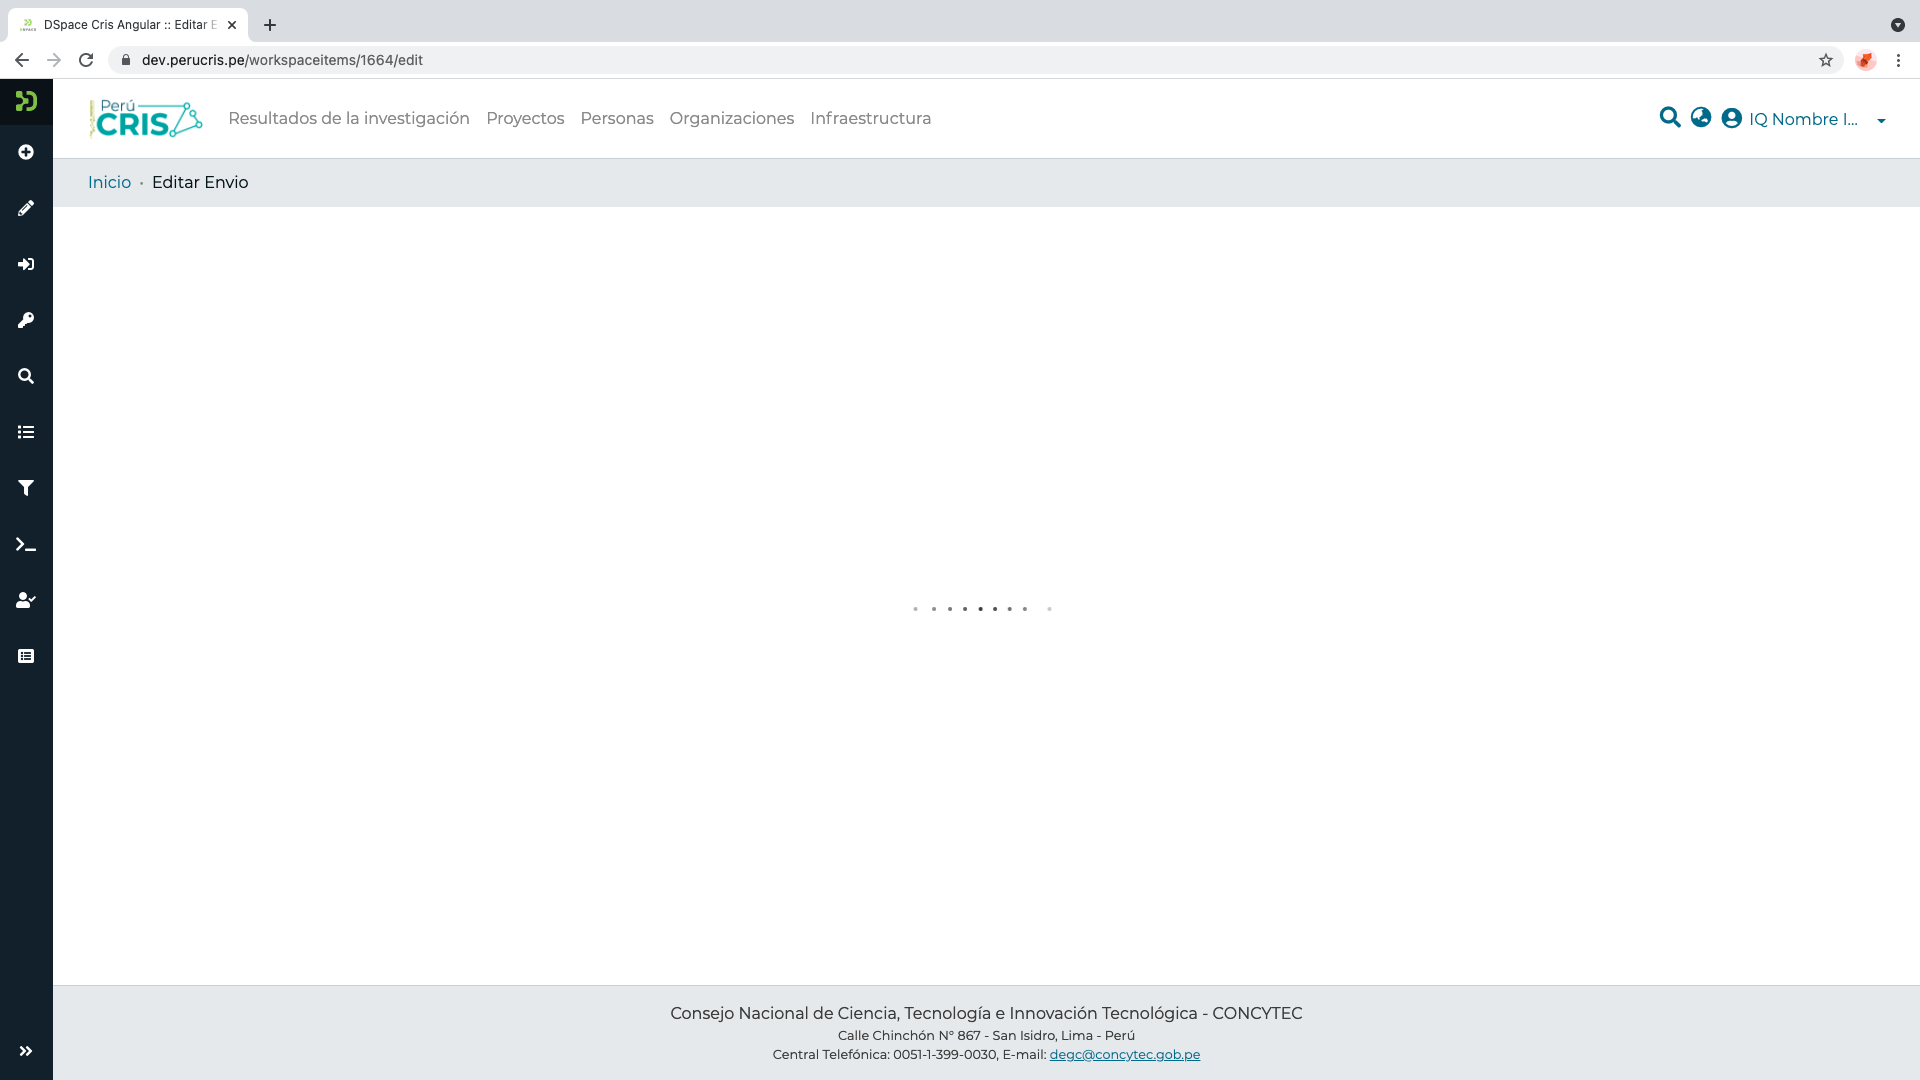 DSpace Cris Angular :: Editar E
dev.perucris.pe/workspaceitems/1664/edit
Perú
CRIS
Resultados de la investigación Proyectos Personas Organizaciones Infraestructura
IQ Nombre I...
Inicio • Editar Envio
Consejo Nacional de Ciencia, Tecnología e Innovación Tecnológica - CONCYTEC
Calle Chinchón N° 867 - San Isidro, Lima - Perú
Central Telefónica: 0051-1-399-0030, E-mail: degc@concytec.gob.pe